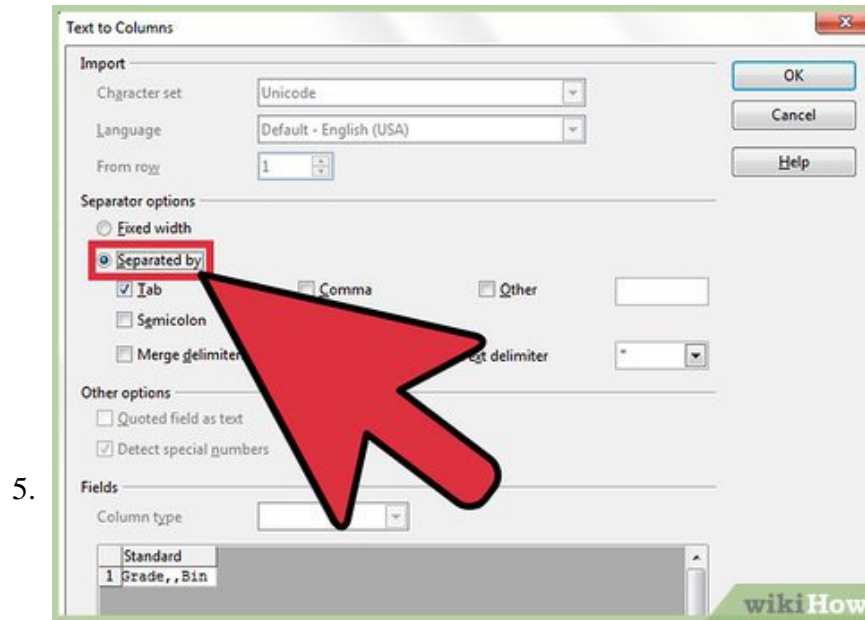 Text to Columns
Import
Character set Unicode
Language Default - English (USA)
From row 1
OK
Cancel
Help
Separator options
Fixed width
Separated by
Tab Comma Other
Semicolon
Merge delimiter
delimiter
Other options
Quoted field as text
Detect special numbers
5.
Fields
Column type
Standard
1 Grade,,Bin
wikiHow